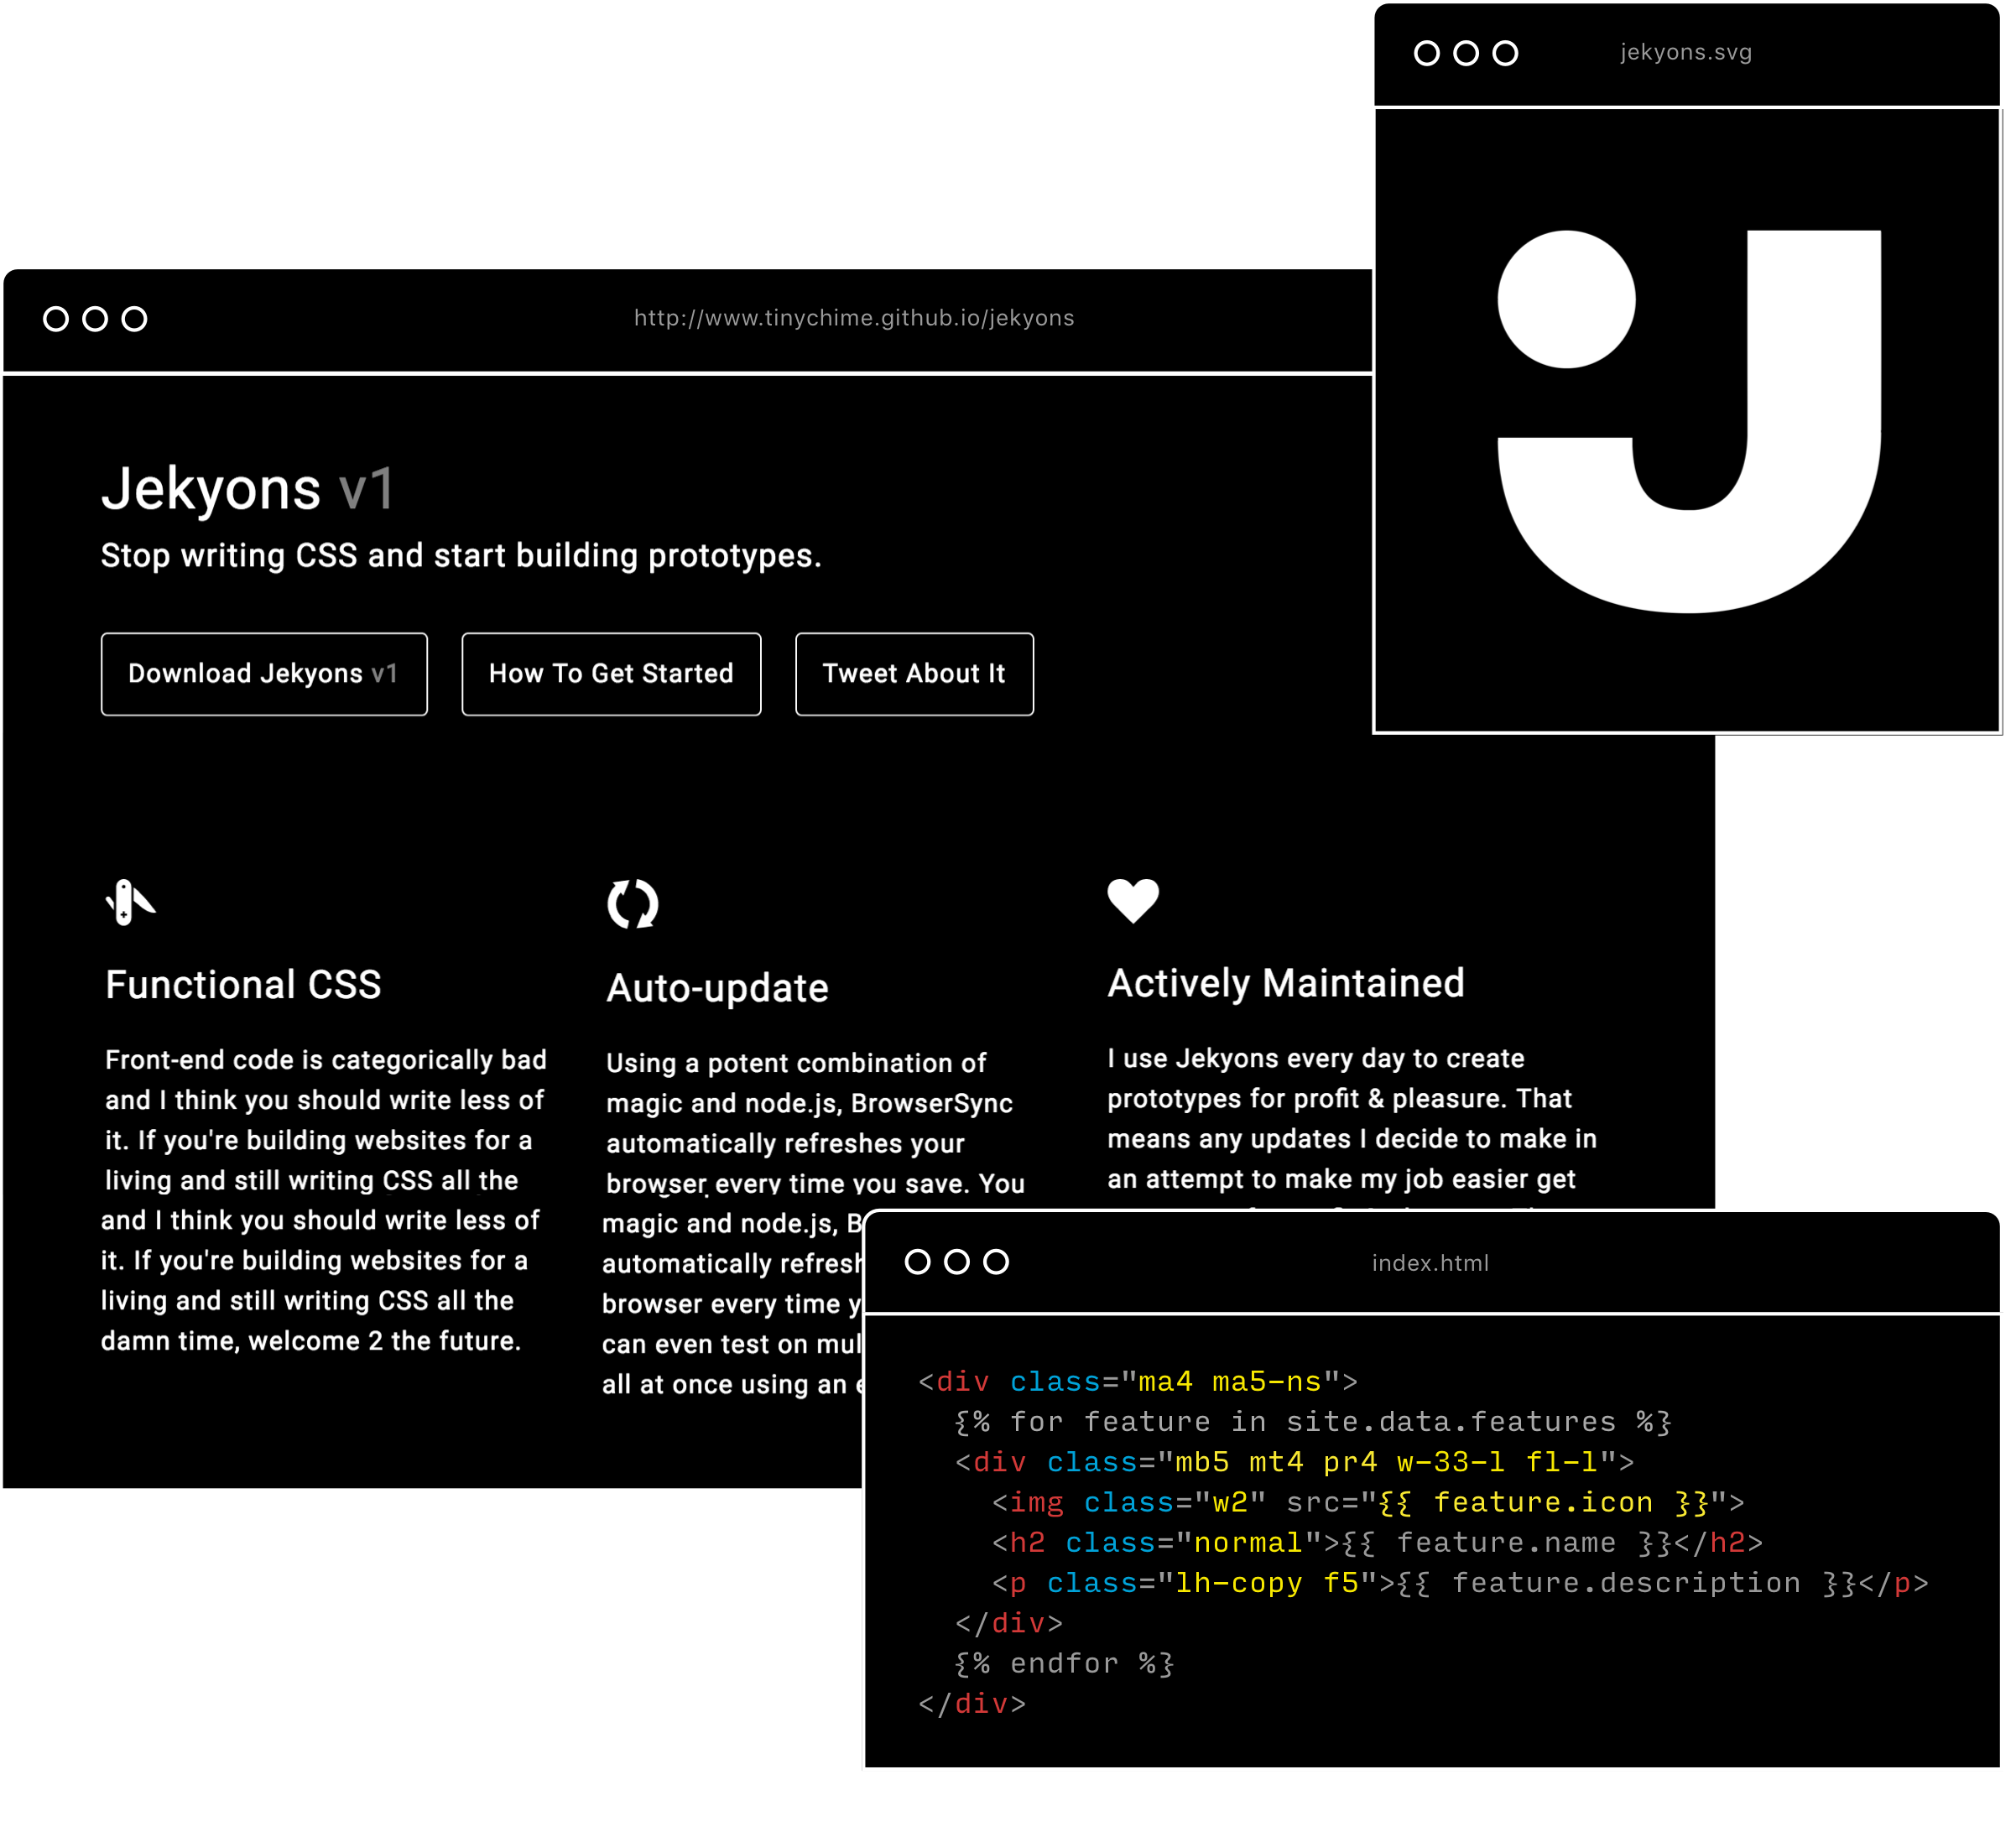 jekyons.svg
http://www.tinychime.github.io/jekyons
Jekyons v1
Stop writing CSS and start building prototypes.
Download Jekyons v1
How To Get Started
Tweet About It
Functional CSS
Front-end code is categorically bad
and I think you should write less of
it. If you're building websites for a
living and still writing CSS all the
and I think you should write less of
it. If you're building websites for a
living and still writing CSS all the
damn time, welcome 2 the future.
Auto-update
Using a potent combination of
magic and node.js, BrowserSync
automatically refreshes your
browser every time you save. You
magic and node.js, B
automatically refresh
browser every time y
can even test on mul
all at once using an e
Actively Maintained
I use Jekyons every day to create
prototypes for profit & pleasure. That
means any updates I decide to make in
an attempt to make my job easier get
index.html
<div class="ma4 ma5-ns">
{% for feature in site.data.features %}
<div class="mb5 mt4 pr4 w-33-l fl-l">
<img class="w2" src="{{ feature.icon }}">
<h2 class="normal">{{ feature.name }}</h2>
<p class="lh-copy f5">{{ feature.description }}</p>
</div>
{% endfor %}
</div>